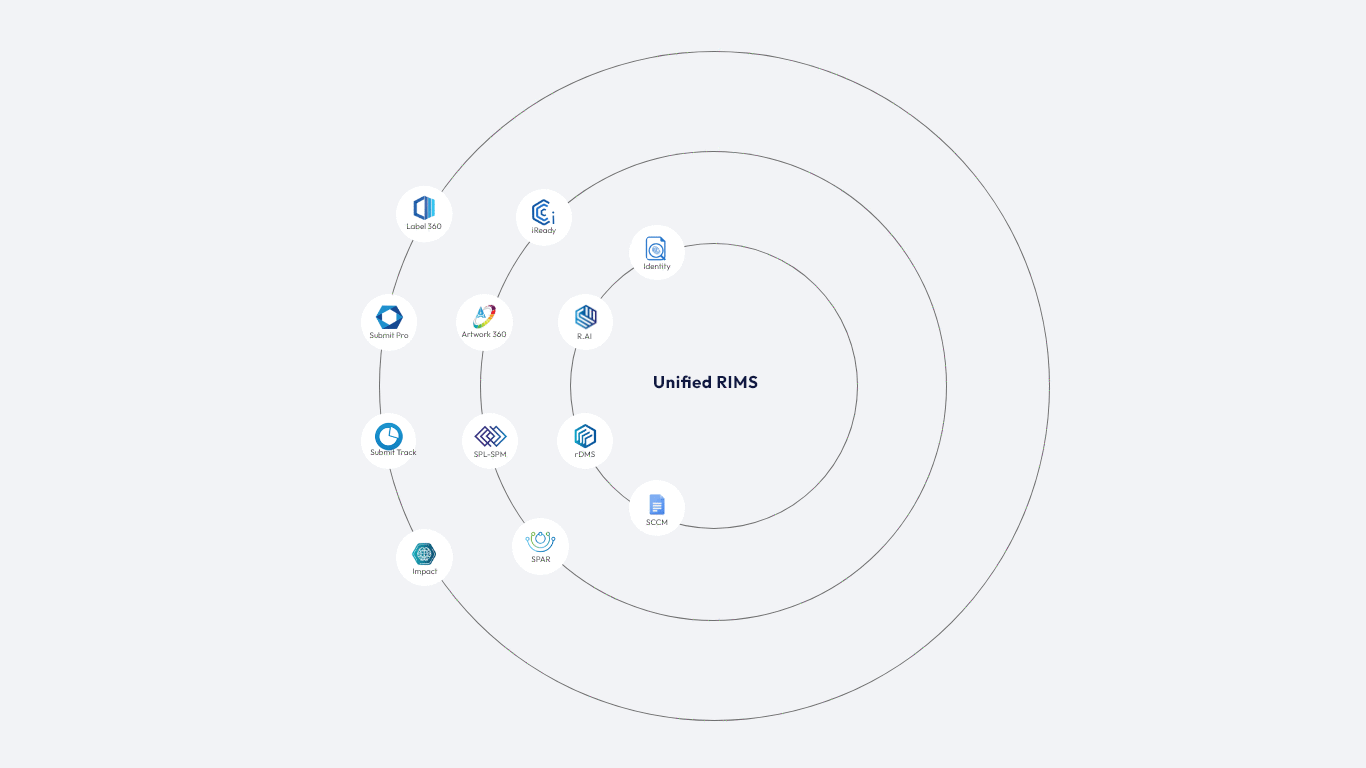 Label 360
iReady
Identity
Submit Pro
Artwork 360
R.AI
Unified RIMS
Submit Track
SPL-SPM
rDMS
SCCM
SPAR
Impact